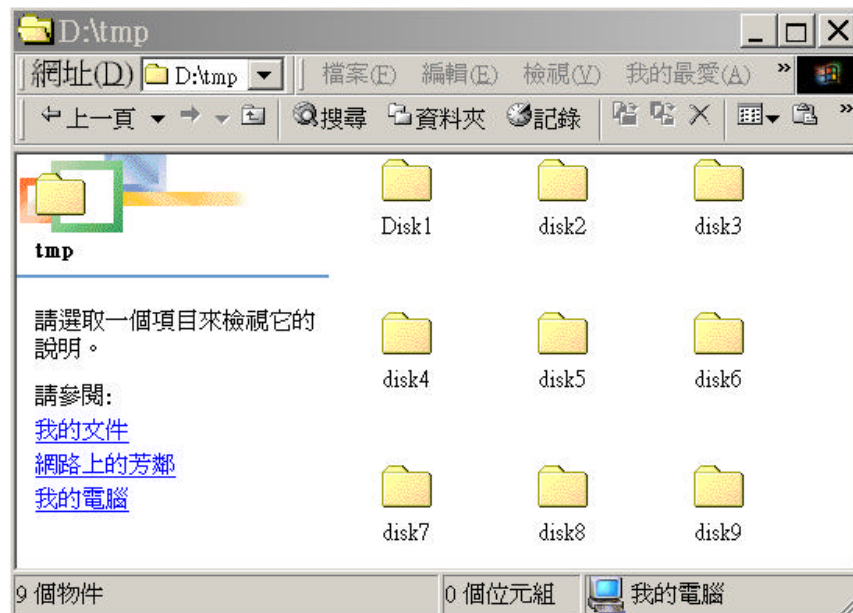 D:\tmp
網址(D) D:\tmp 檔案(F) 編輯(E) 檢視(V) 我的最愛(A) »
上一頁 搜尋 資料夾 記錄 »
tmp
請選取一個項目來檢視它的
說明。
請參閱:
我的文件
網路上的芳鄰
我的電腦
Disk1 disk2 disk3
disk4 disk5 disk6
disk7 disk8 disk9
9 個物件 0 個位元組 我的電腦